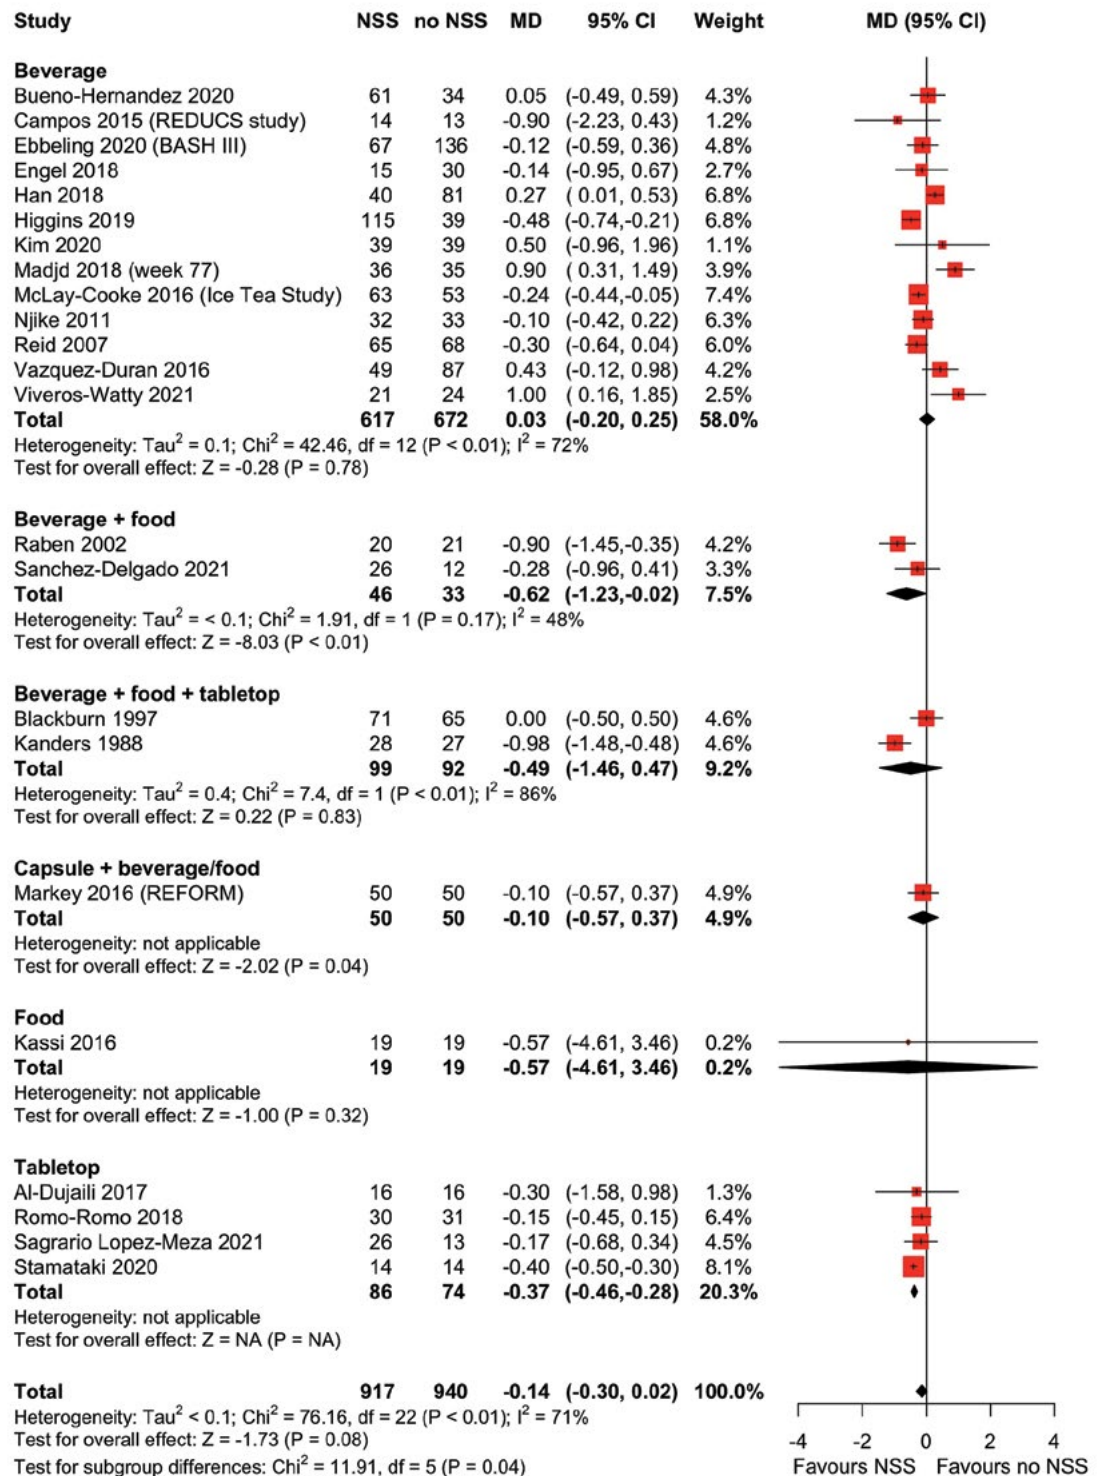 Study NSS no NSS MD 95% CI Weight MD (95% CI)
Beverage
Bueno-Hernandez 2020 61 34 0.05 (-0.49, 0.59) 4.3%
Campos 2015 (REDUCS study) 14 13 -0.90 (-2.23, 0.43) 1.2%
Ebbeling 2020 (BASH III) 67 136 -0.12 (-0.59, 0.36) 4.8%
Engel 2018 15 30 -0.14 (-0.95, 0.67) 2.7%
Han 2018 40 81 0.27 ( 0.01, 0.53) 6.8%
Higgins 2019 115 39 -0.48 (-0.74,-0.21) 6.8%
Kim 2020 39 39 0.50 (-0.96, 1.96) 1.1%
Madjd 2018 (week 77) 36 35 0.90 ( 0.31, 1.49) 3.9%
McLay-Cooke 2016 (Ice Tea Study) 63 53 -0.24 (-0.44,-0.05) 7.4%
Njike 2011 32 33 -0.10 (-0.42, 0.22) 6.3%
Reid 2007 65 68 -0.30 (-0.64, 0.04) 6.0%
Vazquez-Duran 2016 49 87 0.43 (-0.12, 0.98) 4.2%
Viveros-Watty 2021 21 24 1.00 ( 0.16, 1.85) 2.5%
Total 617 672 0.03 (-0.20, 0.25) 58.0%
Heterogeneity: Tau² = 0.1; Chi² = 42.46, df = 12 (P < 0.01); I² = 72%
Test for overall effect: Z = -0.28 (P = 0.78)
Beverage + food
Raben 2002 20 21 -0.90 (-1.45,-0.35) 4.2%
Sanchez-Delgado 2021 26 12 -0.28 (-0.96, 0.41) 3.3%
Total 46 33 -0.62 (-1.23,-0.02) 7.5%
Heterogeneity: Tau² = < 0.1; Chi² = 1.91, df = 1 (P = 0.17); I² = 48%
Test for overall effect: Z = -8.03 (P < 0.01)
Beverage + food + tabletop
Blackburn 1997 71 65 0.00 (-0.50, 0.50) 4.6%
Kanders 1988 28 27 -0.98 (-1.48,-0.48) 4.6%
Total 99 92 -0.49 (-1.46, 0.47) 9.2%
Heterogeneity: Tau² = 0.4; Chi² = 7.4, df = 1 (P < 0.01); I² = 86%
Test for overall effect: Z = 0.22 (P = 0.83)
Capsule + beverage/food
Markey 2016 (REFORM) 50 50 -0.10 (-0.57, 0.37) 4.9%
Total 50 50 -0.10 (-0.57, 0.37) 4.9%
Heterogeneity: not applicable
Test for overall effect: Z = -2.02 (P = 0.04)
Food
Kassi 2016 19 19 -0.57 (-4.61, 3.46) 0.2%
Total 19 19 -0.57 (-4.61, 3.46) 0.2%
Heterogeneity: not applicable
Test for overall effect: Z = -1.00 (P = 0.32)
Tabletop
Al-Dujaili 2017 16 16 -0.30 (-1.58, 0.98) 1.3%
Romo-Romo 2018 30 31 -0.15 (-0.45, 0.15) 6.4%
Sagrario Lopez-Meza 2021 26 13 -0.17 (-0.68, 0.34) 4.5%
Stamataki 2020 14 14 -0.40 (-0.50,-0.30) 8.1%
Total 86 74 -0.37 (-0.46,-0.28) 20.3%
Heterogeneity: not applicable
Test for overall effect: Z = NA (P = NA)
Total 917 940 -0.14 (-0.30, 0.02) 100.0%
Heterogeneity: Tau² < 0.1; Chi² = 76.16, df = 22 (P < 0.01); I² = 71%
Test for overall effect: Z = -1.73 (P = 0.08)
Test for subgroup differences: Chi² = 11.91, df = 5 (P = 0.04)
-4 -2 0 2 4
Favours NSS Favours no NSS